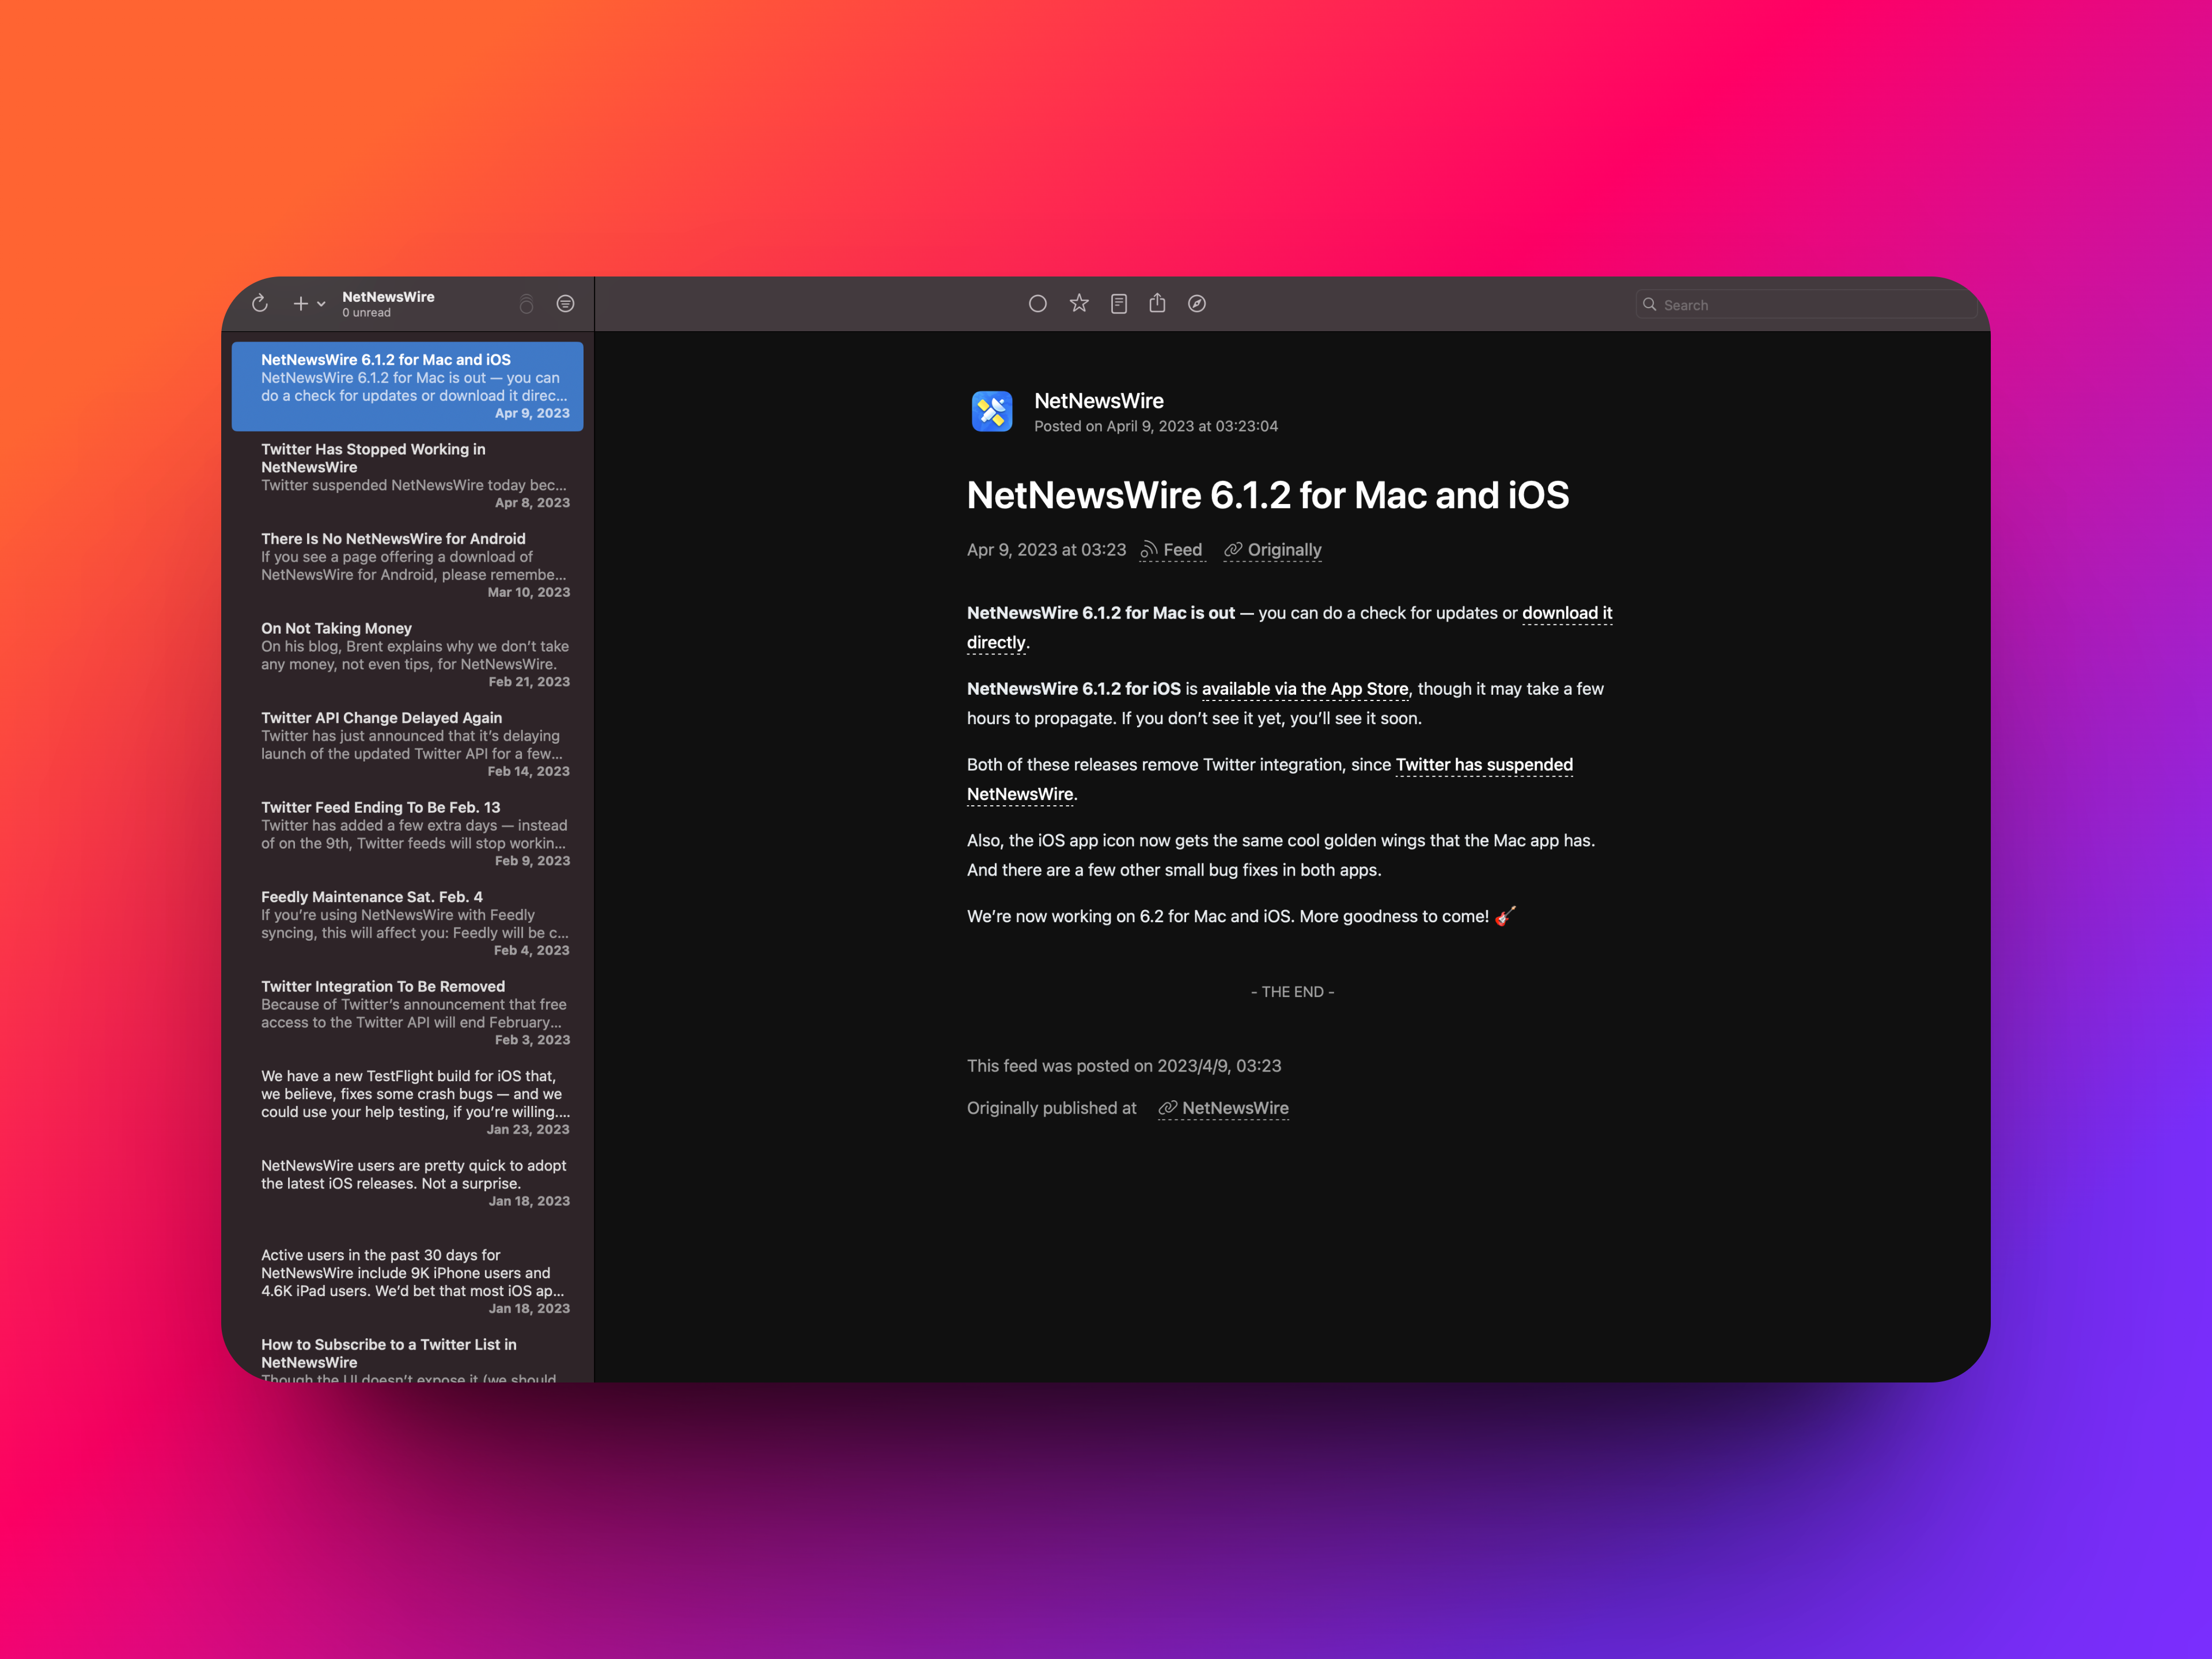 NetNewsWire
0 unread
Search
NetNewsWire 6.1.2 for Mac and iOS
NetNewsWire 6.1.2 for Mac is out — you can
do a check for updates or download it direc...
Apr 9, 2023
Twitter Has Stopped Working in
NetNewsWire
Twitter suspended NetNewsWire today bec...
Apr 8, 2023
There Is No NetNewsWire for Android
If you see a page offering a download of
NetNewsWire for Android, please remembe...
Mar 10, 2023
On Not Taking Money
On his blog, Brent explains why we don’t take
any money, not even tips, for NetNewsWire.
Feb 21, 2023
Twitter API Change Delayed Again
Twitter has just announced that it’s delaying
launch of the updated Twitter API for a few...
Feb 14, 2023
Twitter Feed Ending To Be Feb. 13
Twitter has added a few extra days — instead
of on the 9th, Twitter feeds will stop workin...
Feb 9, 2023
Feedly Maintenance Sat. Feb. 4
If you’re using NetNewsWire with Feedly
syncing, this will affect you: Feedly will be c...
Feb 4, 2023
Twitter Integration To Be Removed
Because of Twitter’s announcement that free
access to the Twitter API will end February...
Feb 3, 2023
We have a new TestFlight build for iOS that,
we believe, fixes some crash bugs — and we
could use your help testing, if you’re willing....
Jan 23, 2023
NetNewsWire users are pretty quick to adopt
the latest iOS releases. Not a surprise.
Jan 18, 2023
Active users in the past 30 days for
NetNewsWire include 9K iPhone users and
4.6K iPad users. We’d bet that most iOS ap...
Jan 18, 2023
How to Subscribe to a Twitter List in
NetNewsWire
Though the UI doesn’t expose it (we should
NetNewsWire
Posted on April 9, 2023 at 03:23:04
NetNewsWire 6.1.2 for Mac and iOS
Apr 9, 2023 at 03:23 Feed Originally
NetNewsWire 6.1.2 for Mac is out — you can do a check for updates or download it
directly.
NetNewsWire 6.1.2 for iOS is available via the App Store, though it may take a few
hours to propagate. If you don’t see it yet, you’ll see it soon.
Both of these releases remove Twitter integration, since Twitter has suspended
NetNewsWire.
Also, the iOS app icon now gets the same cool golden wings that the Mac app has.
And there are a few other small bug fixes in both apps.
We’re now working on 6.2 for Mac and iOS. More goodness to come! 🎸
- THE END -
This feed was posted on 2023/4/9, 03:23
Originally published at NetNewsWire